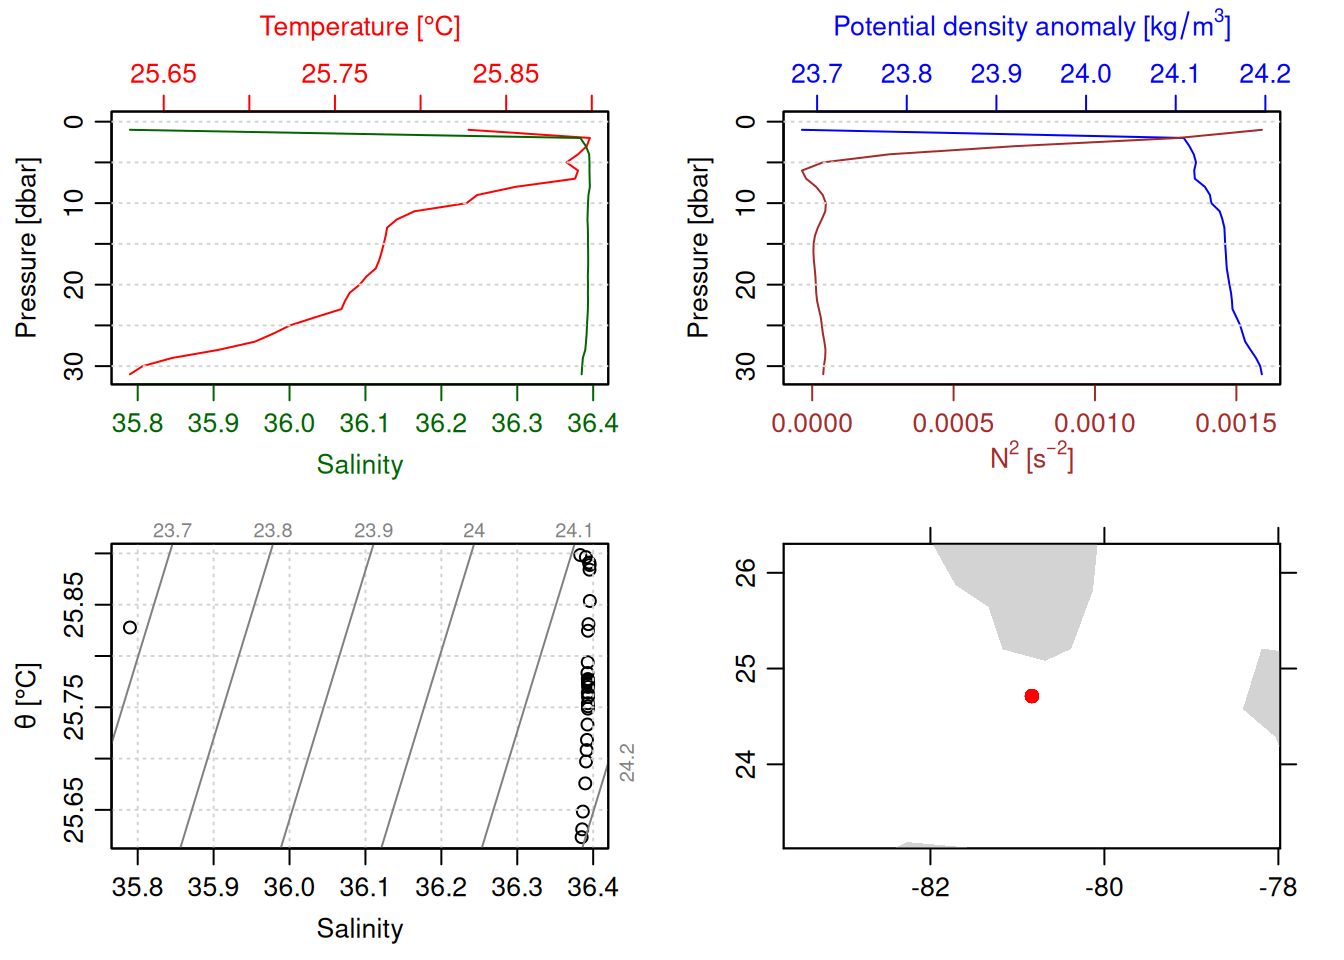 Temperature [°C]
25.65 25.75 25.85
Pressure [dbar]
0 10 20 30
35.8 35.9 36.0 36.1 36.2 36.3 36.4
Salinity
Potential density anomaly [kg/m³]
23.7 23.8 23.9 24.0 24.1 24.2
Pressure [dbar]
0 10 20 30
0.0000 0.0005 0.0010 0.0015
N² [s⁻²]
23.7 23.8 23.9 24 24.1
24.2
θ [°C]
25.85 25.75 25.65
35.8 35.9 36.0 36.1 36.2 36.3 36.4
Salinity
26 25 24
-82 -80 -78